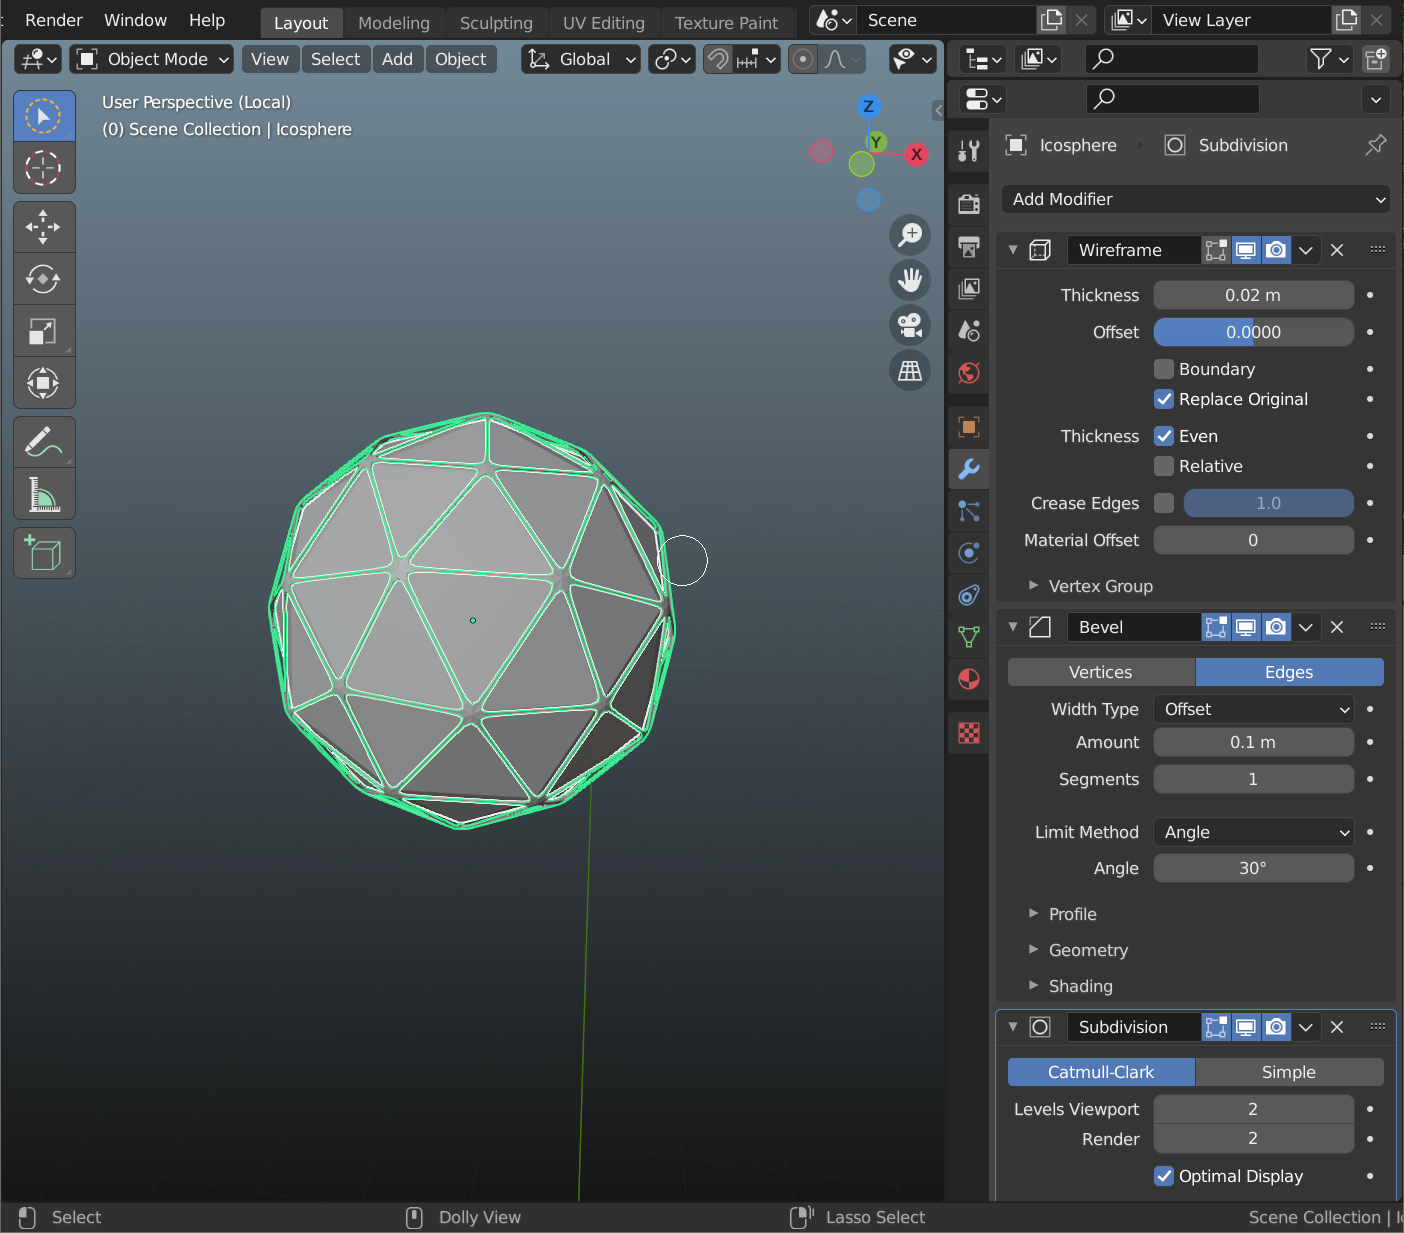 Render Window Help Layout Modeling Sculpting UV Editing Texture Paint Scene View Layer
Object Mode View Select Add Object Global
User Perspective (Local)
(0) Scene Collection | Icosphere
Z
Y
X
Icosphere Subdivision
Add Modifier
Wireframe
Thickness 0.02 m
Offset 0.0000
Boundary
Replace Original
Thickness Even
Relative
Crease Edges 1.0
Material Offset 0
Vertex Group
Bevel
Vertices Edges
Width Type Offset
Amount 0.1 m
Segments 1
Limit Method Angle
Angle 30°
Profile
Geometry
Shading
Subdivision
Catmull-Clark Simple
Levels Viewport 2
Render 2
Optimal Display
Select Dolly View Lasso Select Scene Collection |